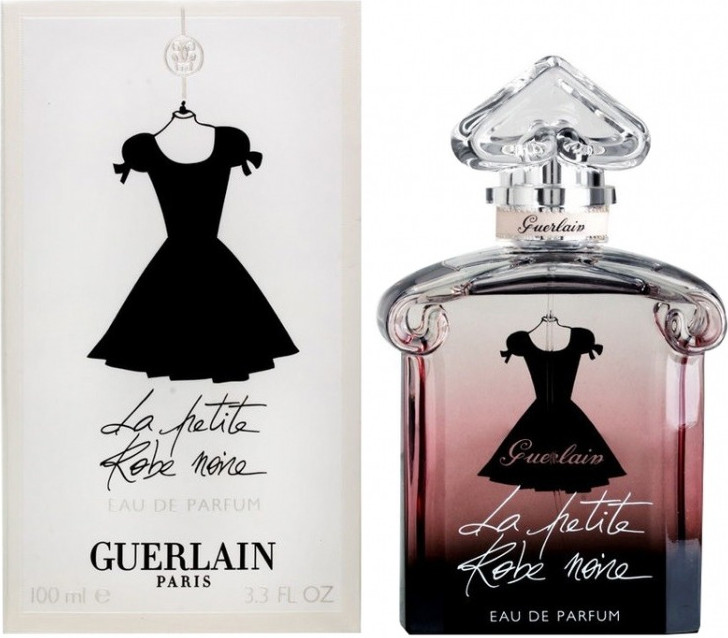 La petite
Robe noire
EAU DE PARFUM
GUERLAIN
PARIS
100 ml e 3.3 FL OZ
Guerlain
Guerlain
La petite
Robe noire
EAU DE PARFUM